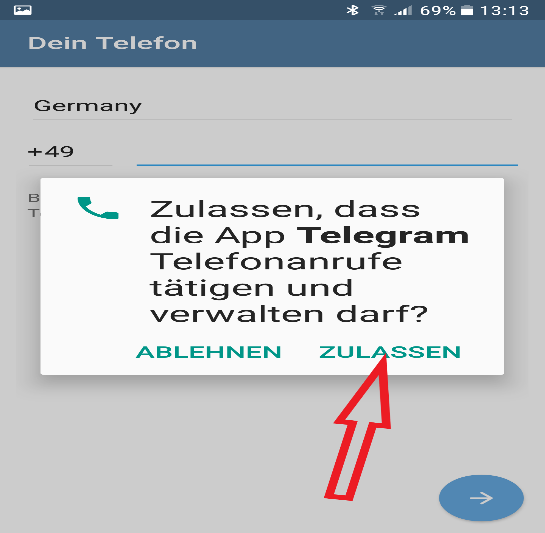 69% 13:13
Dein Telefon
Germany
+49
Zulassen, dass
die App Telegram
Telefonanrufe
tätigen und
verwalten darf?
ABLEHNEN ZULASSEN